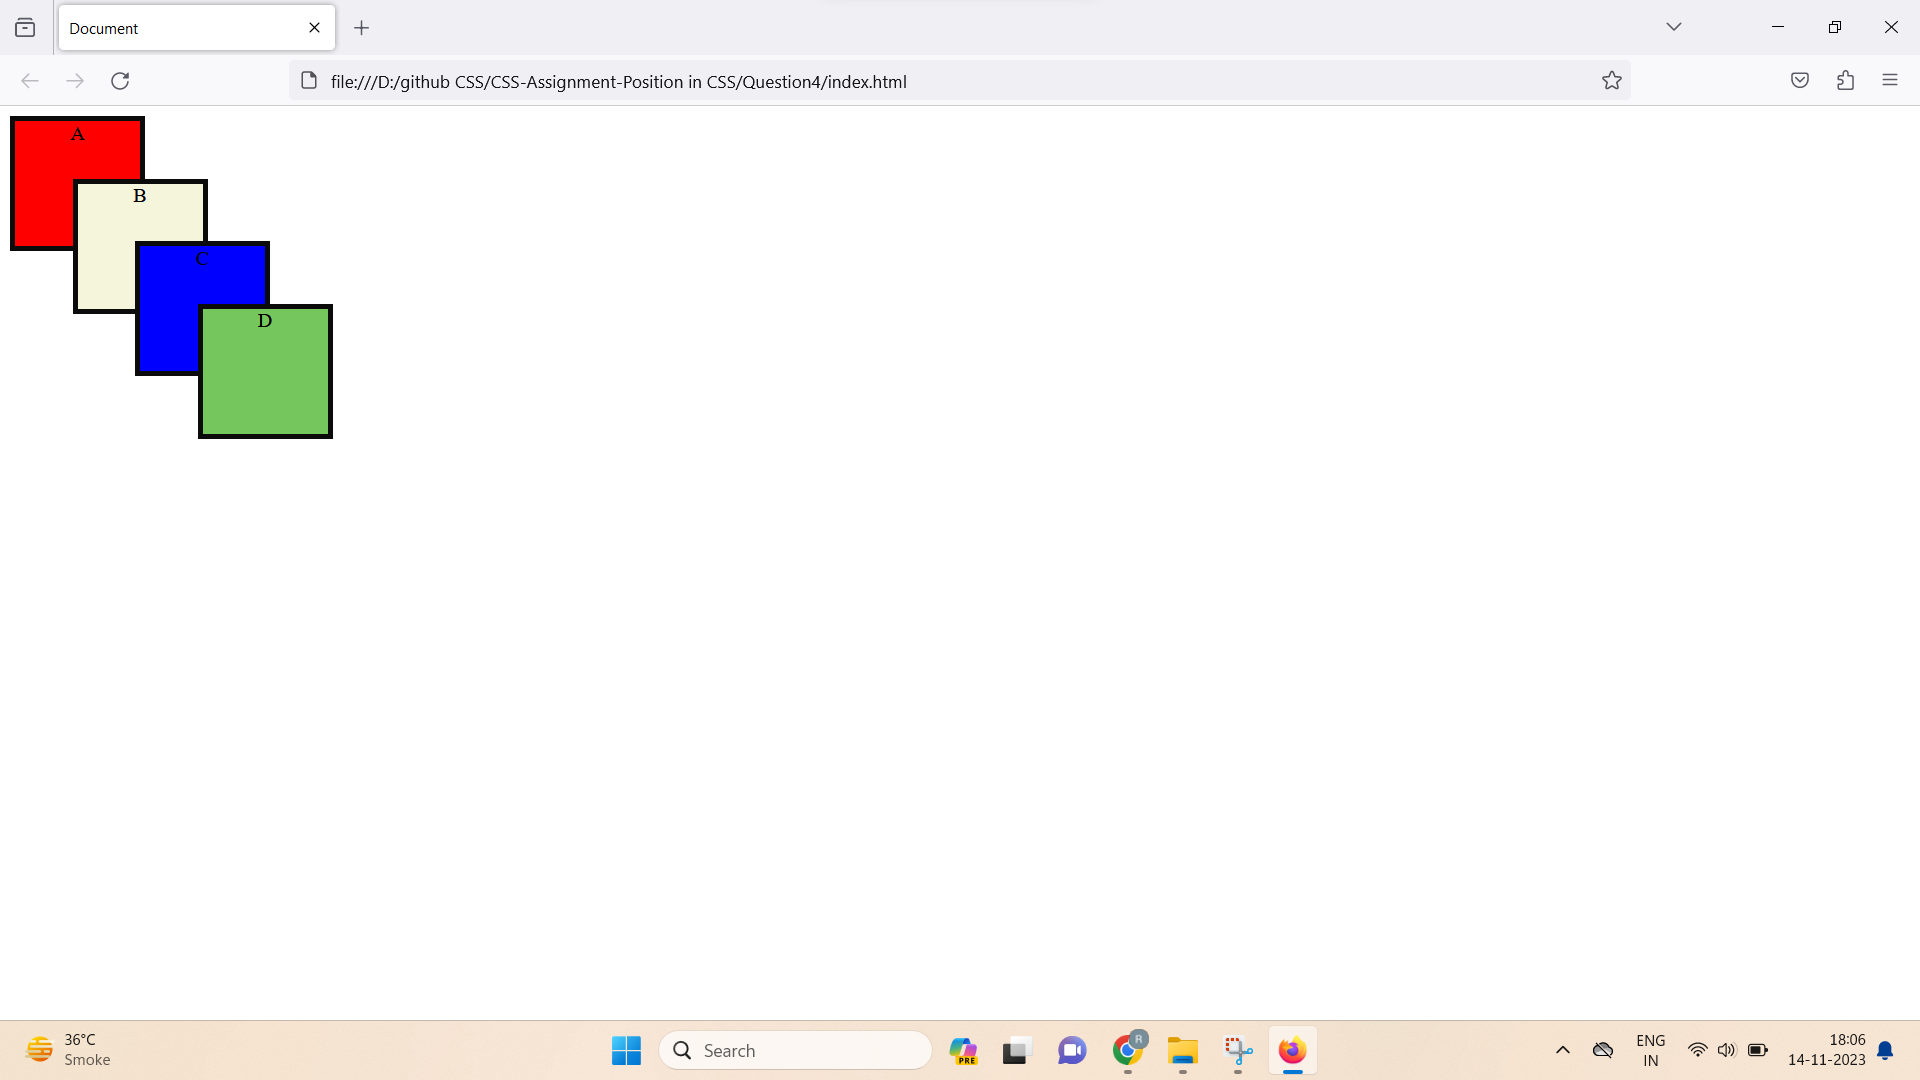 Document
file:///D:/github CSS/CSS-Assignment-Position in CSS/Question4/index.html
A
B
C
D
36°C
Smoke
Search
PRE
R
ENG
IN
18:06
14-11-2023